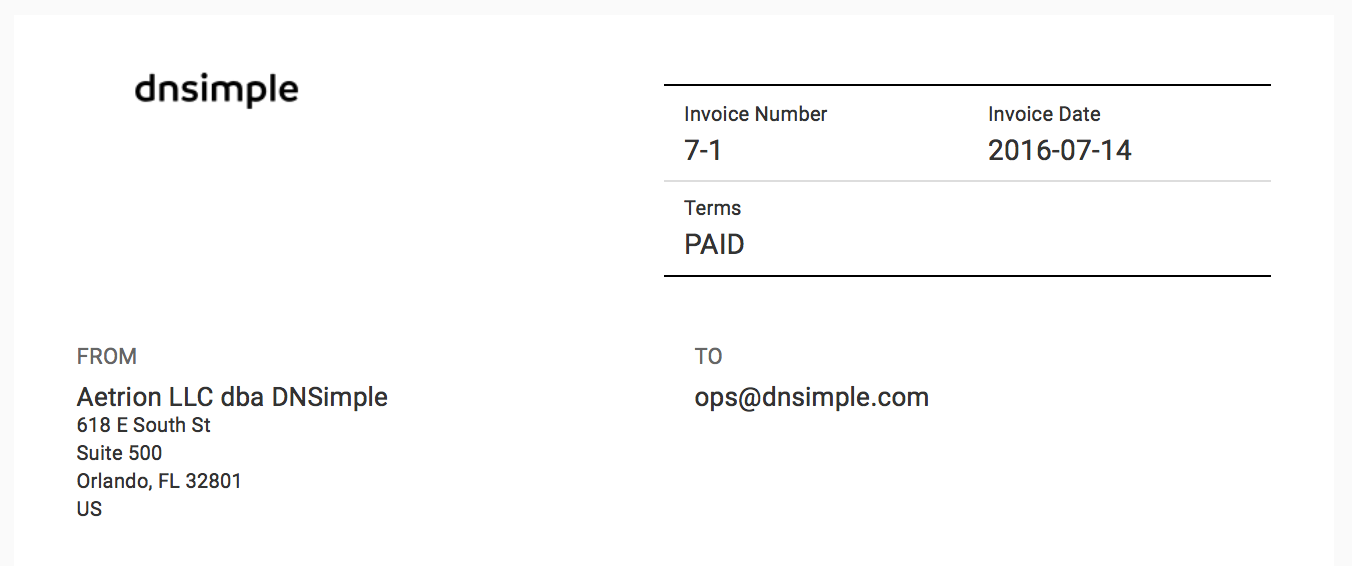 dnsimple
Invoice Number Invoice Date
7-1 2016-07-14
Terms
PAID
FROM
Aetrion LLC dba DNSimple
618 E South St
Suite 500
Orlando, FL 32801
US
TO
ops@dnsimple.com